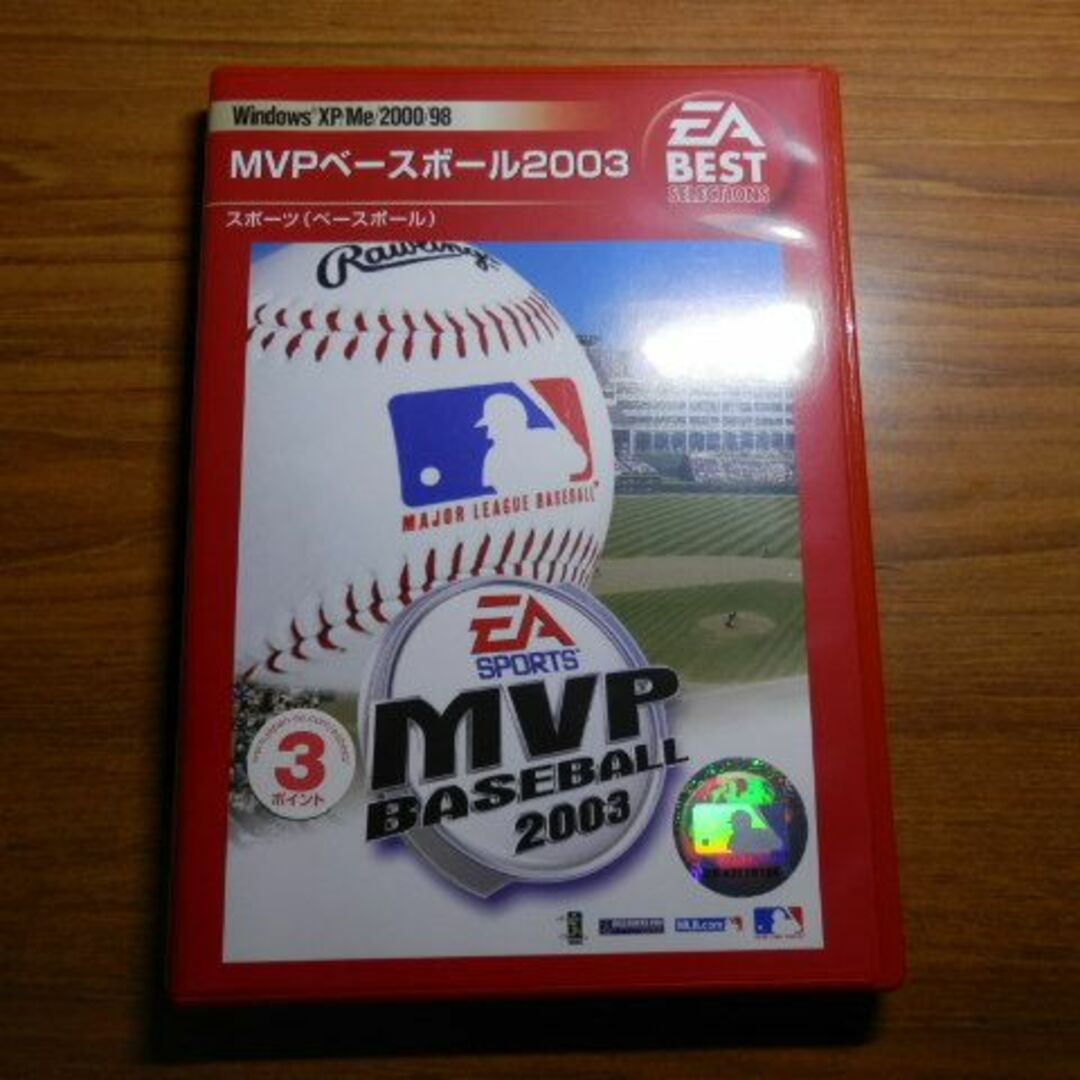 Windows® XP/Me/2000/98
EA
BEST
SELECTIONS
MVPベースボール2003
スポーツ(ベースボール)
Rawlings
MAJOR LEAGUE BASEBALL
EA
SPORTS
MVP
BASEBALL
2003
3
ポイント
MLB.com